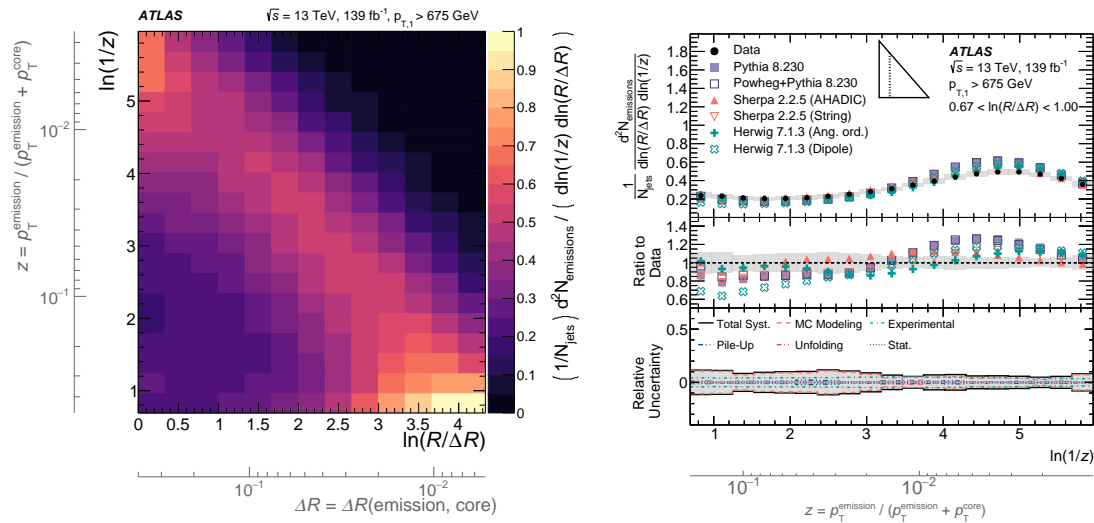 ATLAS
√s = 13 TeV, 139 fb⁻¹, p_T,1 > 675 GeV
z = p_T^emission / (p_T^emission + p_T^core)
10⁻²
10⁻¹
ln(1/z)
5
4
3
2
1
0 0.5 1 1.5 2 2.5 3 3.5 4
ln(R/ΔR)
10⁻¹ 10⁻²
ΔR = ΔR(emission, core)
1
0.9
0.8
0.7
0.6
0.5
0.4
0.3
0.2
0.1
0
(1/N_jets) d²N_emissions / (dln(1/z) dln(R/ΔR))
1/N_jets d²N_emissions/dln(R/ΔR) dln(1/z)
1.8
1.6
1.4
1.2
1
0.8
0.6
0.4
0.2
Data
Pythia 8.230
Powheg+Pythia 8.230
Sherpa 2.2.5 (AHADIC)
Sherpa 2.2.5 (String)
Herwig 7.1.3 (Ang. ord.)
Herwig 7.1.3 (Dipole)
ATLAS
√s = 13 TeV, 139 fb⁻¹
p_T,1 > 675 GeV
0.67 < ln(R/ΔR) < 1.00
Ratio to
Data
1.4
1.2
1
0.8
0.6
Relative
Uncertainty
0.5
0
Total Syst. MC Modeling Experimental
Pile-Up Unfolding Stat.
1 2 3 4 5
ln(1/z)
10⁻¹ 10⁻²
z = p_T^emission / (p_T^emission + p_T^core)